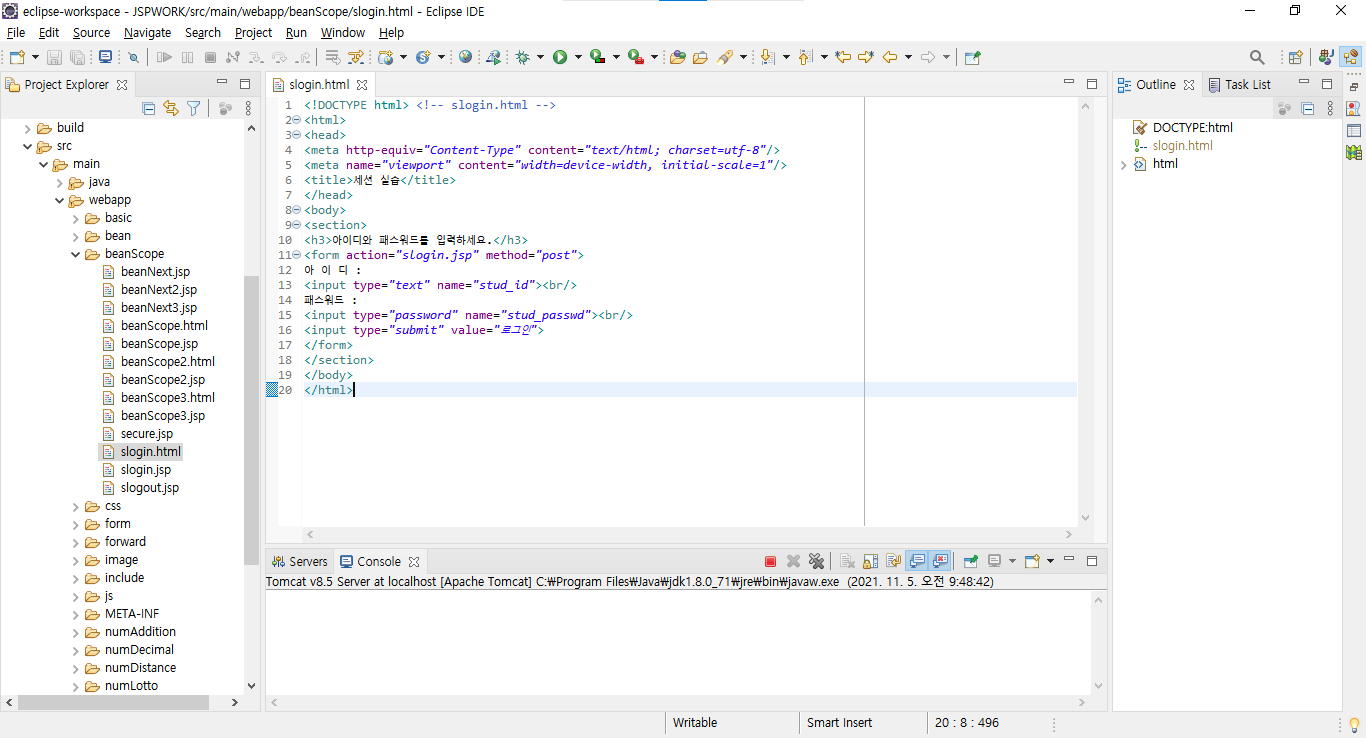 eclipse-workspace - JSPWORK/src/main/webapp/beanScope/slogin.html - Eclipse IDE
File Edit Source Navigate Search Project Run Window Help
Project Explorer
build
src
main
java
webapp
basic
bean
beanScope
beanNext.jsp
beanNext2.jsp
beanNext3.jsp
beanScope.html
beanScope.jsp
beanScope2.html
beanScope2.jsp
beanScope3.html
beanScope3.jsp
secure.jsp
slogin.html
slogin.jsp
slogout.jsp
css
form
forward
image
include
js
META-INF
numAddition
numDecimal
numDistance
numLotto
slogin.html
1 <!DOCTYPE html> <!-- slogin.html -->
2 <html>
3 <head>
4 <meta http-equiv="Content-Type" content="text/html; charset=utf-8"/>
5 <meta name="viewport" content="width=device-width, initial-scale=1"/>
6 <title>세션 실습</title>
7 </head>
8 <body>
9 <section>
10 <h3>아이디와 패스워드를 입력하세요.</h3>
11 <form action="slogin.jsp" method="post">
12 아 이 디 :
13 <input type="text" name="stud_id"><br/>
14 패스워드 :
15 <input type="password" name="stud_passwd"><br/>
16 <input type="submit" value="로그인">
17 </form>
18 </section>
19 </body>
20 </html>
Servers Console
Tomcat v8.5 Server at localhost [Apache Tomcat] C:₩Program Files₩Java₩jdk1.8.0_71₩jre₩bin₩javaw.exe (2021. 11. 5. 오전 9:48:42)
Outline Task List
DOCTYPE:html
slogin.html
html
Writable Smart Insert 20 : 8 : 496